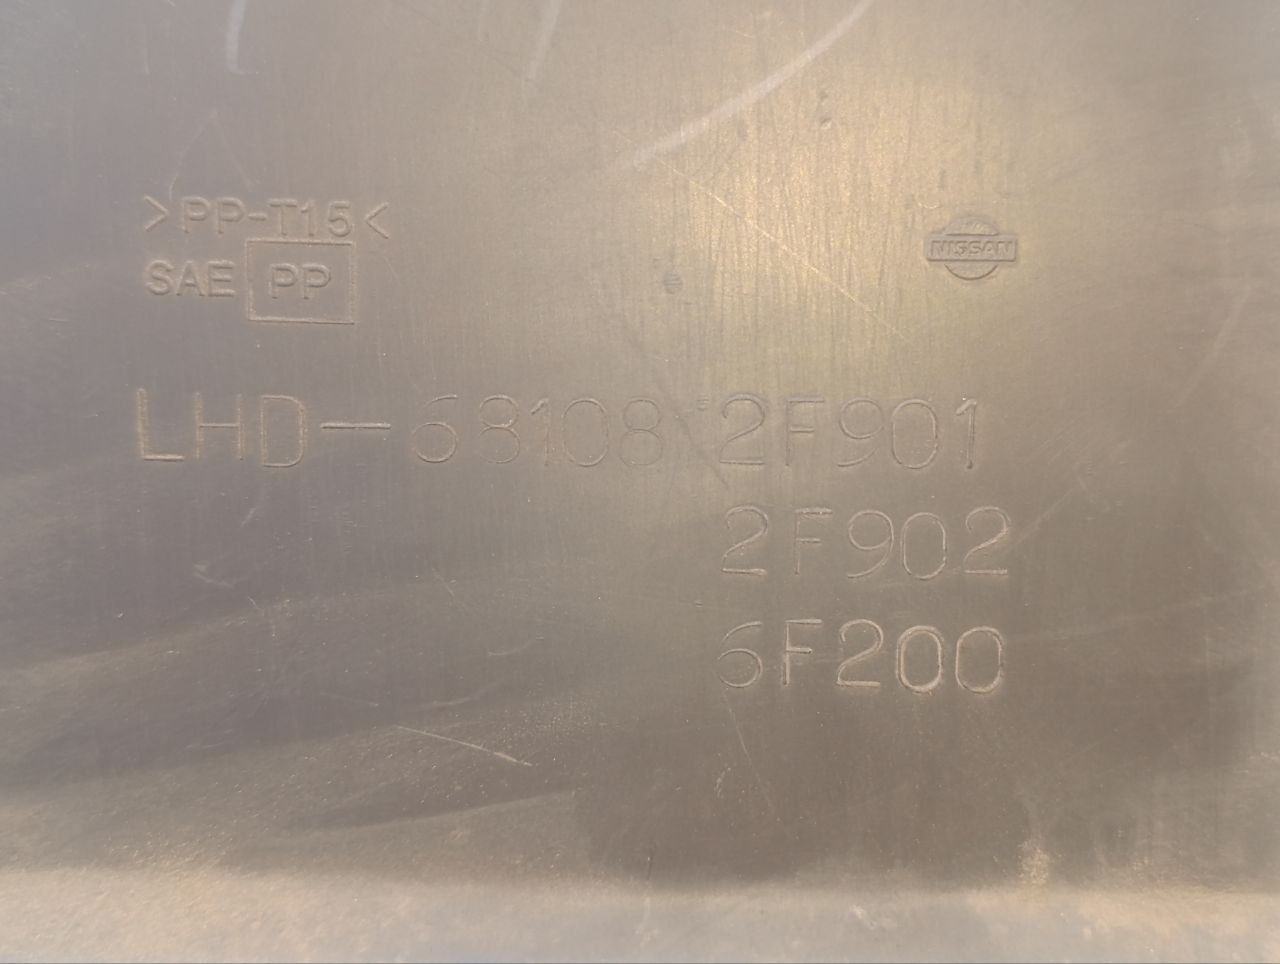 >PP-T15<
SAE PP
NISSAN
LHD-68108 2F901
2F902
6F200